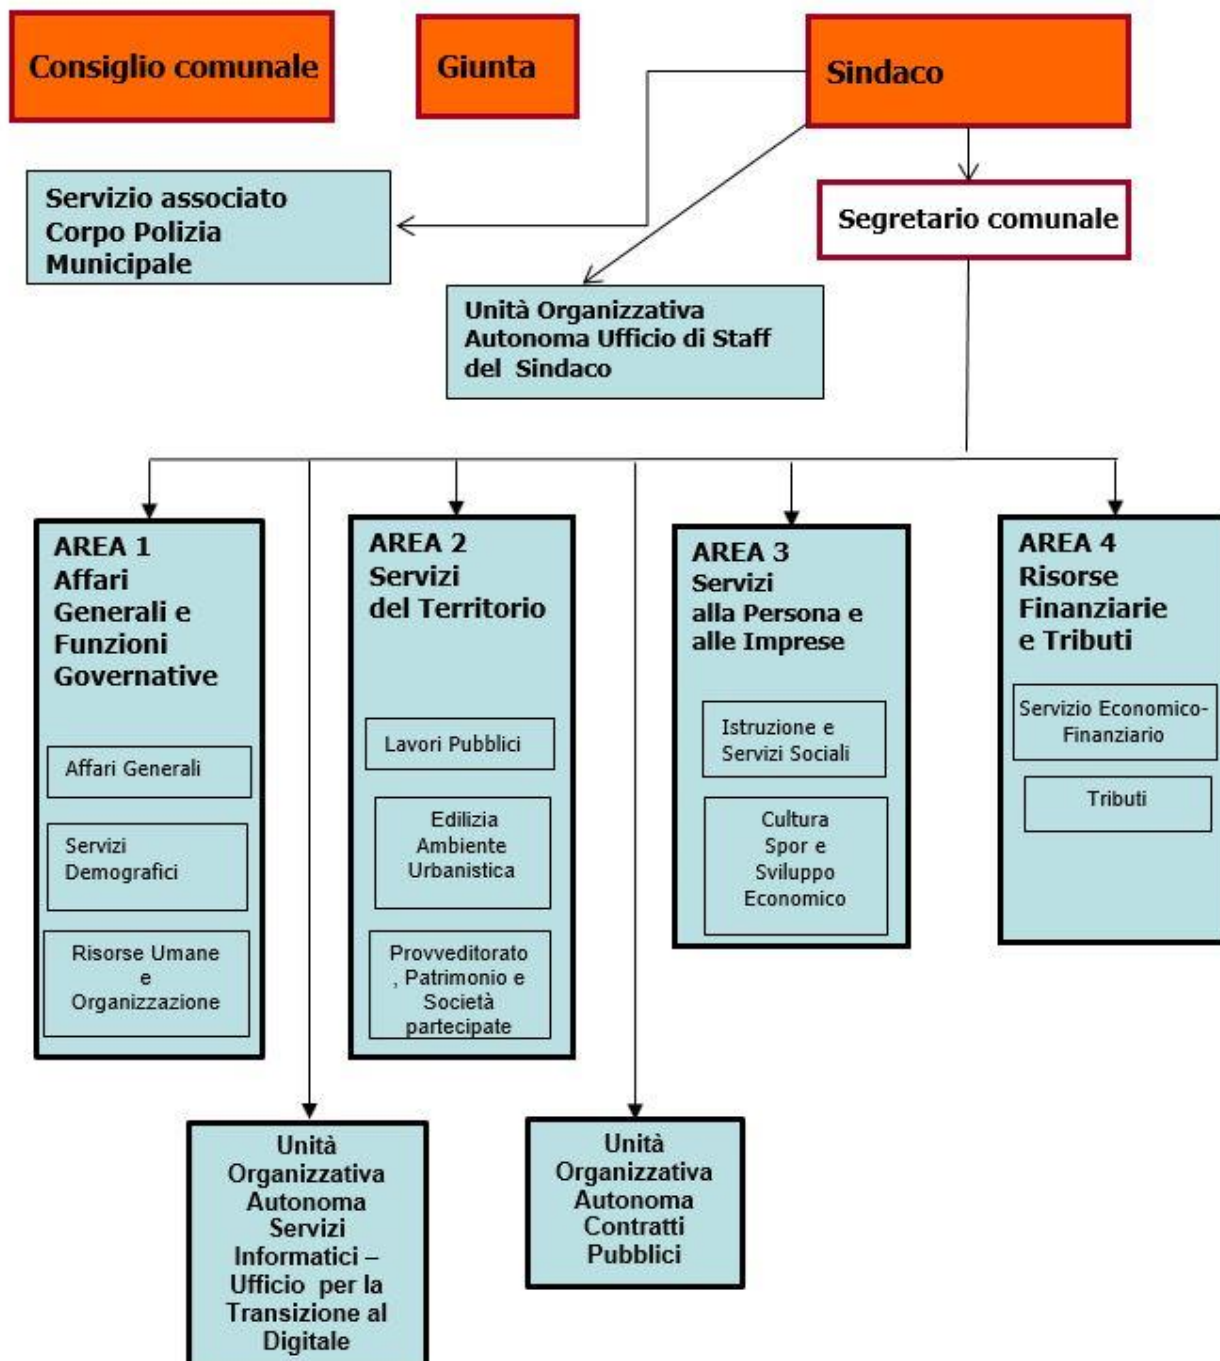 Consiglio comunale
Giunta
Sindaco
Servizio associato
Corpo Polizia
Municipale
Segretario comunale
Unità Organizzativa
Autonoma Ufficio di Staff
del Sindaco
AREA 1
Affari
Generali e
Funzioni
Governative
Affari Generali
Servizi
Demografici
Risorse Umane
e
Organizzazione
AREA 2
Servizi
del Territorio
Lavori Pubblici
Edilizia
Ambiente
Urbanistica
Provveditorato
, Patrimonio e
Società
partecipate
AREA 3
Servizi
alla Persona e
alle Imprese
Istruzione e
Servizi Sociali
Cultura
Spor e
Sviluppo
Economico
AREA 4
Risorse
Finanziarie
e Tributi
Servizio Economico-
Finanziario
Tributi
Unità
Organizzativa
Autonoma
Servizi
Informatici –
Ufficio per la
Transizione al
Digitale
Unità
Organizzativa
Autonoma
Contratti
Pubblici